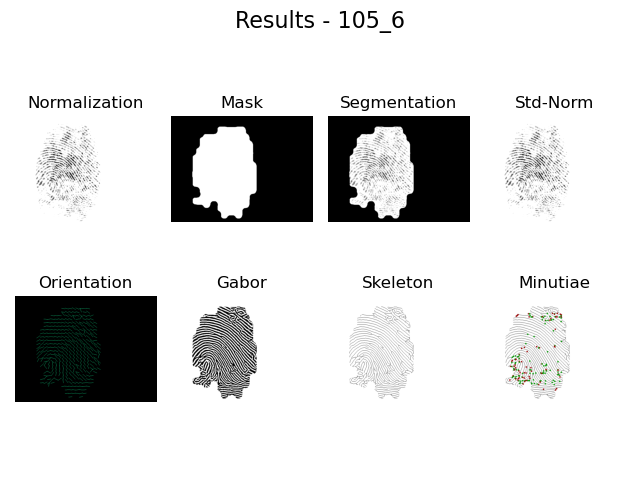 Results - 105_6
Normalization
Mask
Segmentation
Std-Norm
Orientation
Gabor
Skeleton
Minutiae